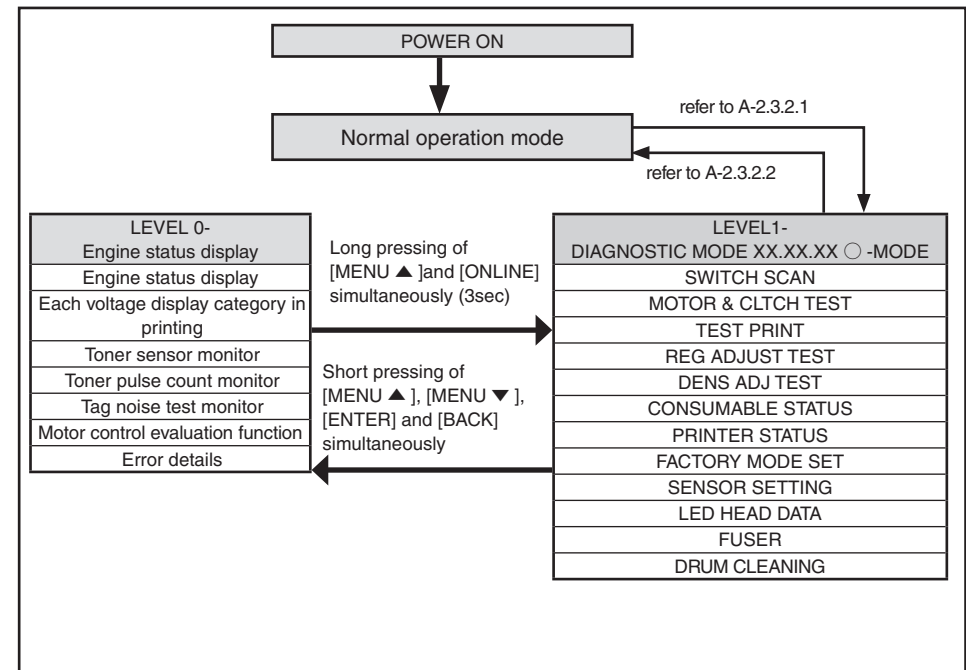 POWER ON
Normal operation mode
refer to A-2.3.2.1
refer to A-2.3.2.2
LEVEL 0-
Engine status display
Engine status display
Each voltage display category in
printing
Toner sensor monitor
Toner pulse count monitor
Tag noise test monitor
Motor control evaluation function
Error details
Long pressing of
[MENU ▲ ]and [ONLINE]
simultaneously (3sec)
Short pressing of
[MENU ▲ ], [MENU ▼ ],
[ENTER] and [BACK]
simultaneously
LEVEL1-
DIAGNOSTIC MODE XX.XX.XX ○ -MODE
SWITCH SCAN
MOTOR & CLTCH TEST
TEST PRINT
REG ADJUST TEST
DENS ADJ TEST
CONSUMABLE STATUS
PRINTER STATUS
FACTORY MODE SET
SENSOR SETTING
LED HEAD DATA
FUSER
DRUM CLEANING